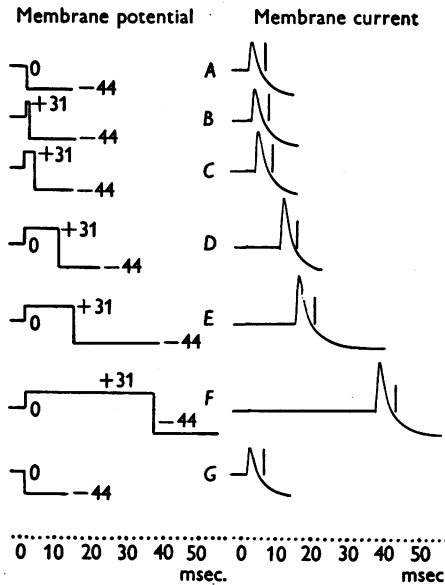 Membrane potential Membrane current
0 A
−44
+31 B
−44
+31 C
−44
+31 D
0
−44
+31 E
0
−44
+31 F
0
−44
0 G
−44
0 10 20 30 40 50 0 10 20 30 40 50
msec. msec